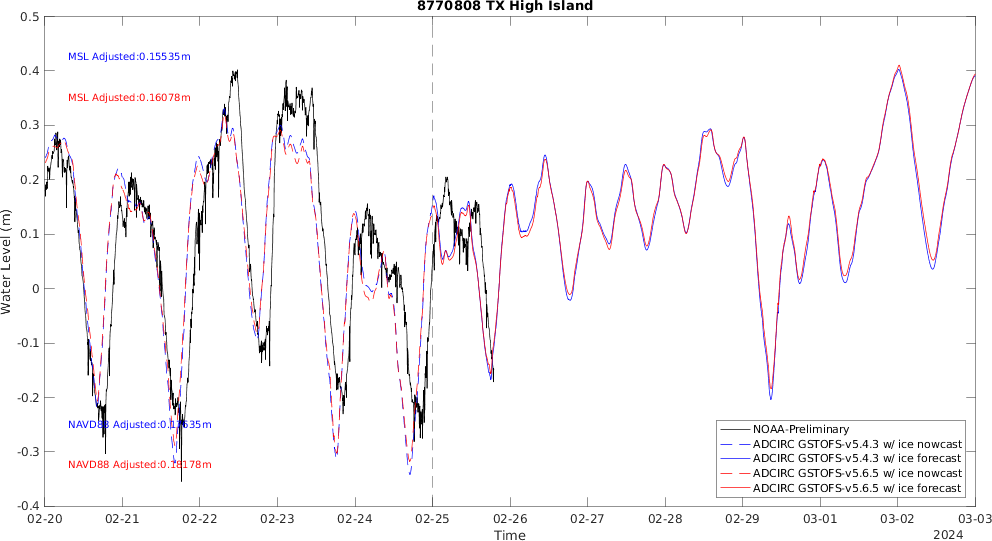 8770808 TX High Island
0.5
0.4
0.3
0.2
0.1
0
-0.1
-0.2
-0.3
-0.4
Water Level (m)
MSL Adjusted:0.15535m
MSL Adjusted:0.16078m
NAVD88 Adjusted:0.17635m
NAVD88 Adjusted:0.18178m
NOAA-Preliminary
ADCIRC GSTOFS-v5.4.3 w/ ice nowcast
ADCIRC GSTOFS-v5.4.3 w/ ice forecast
ADCIRC GSTOFS-v5.6.5 w/ ice nowcast
ADCIRC GSTOFS-v5.6.5 w/ ice forecast
02-20 02-21 02-22 02-23 02-24 02-25 02-26 02-27 02-28 02-29 03-01 03-02 03-03
Time
2024